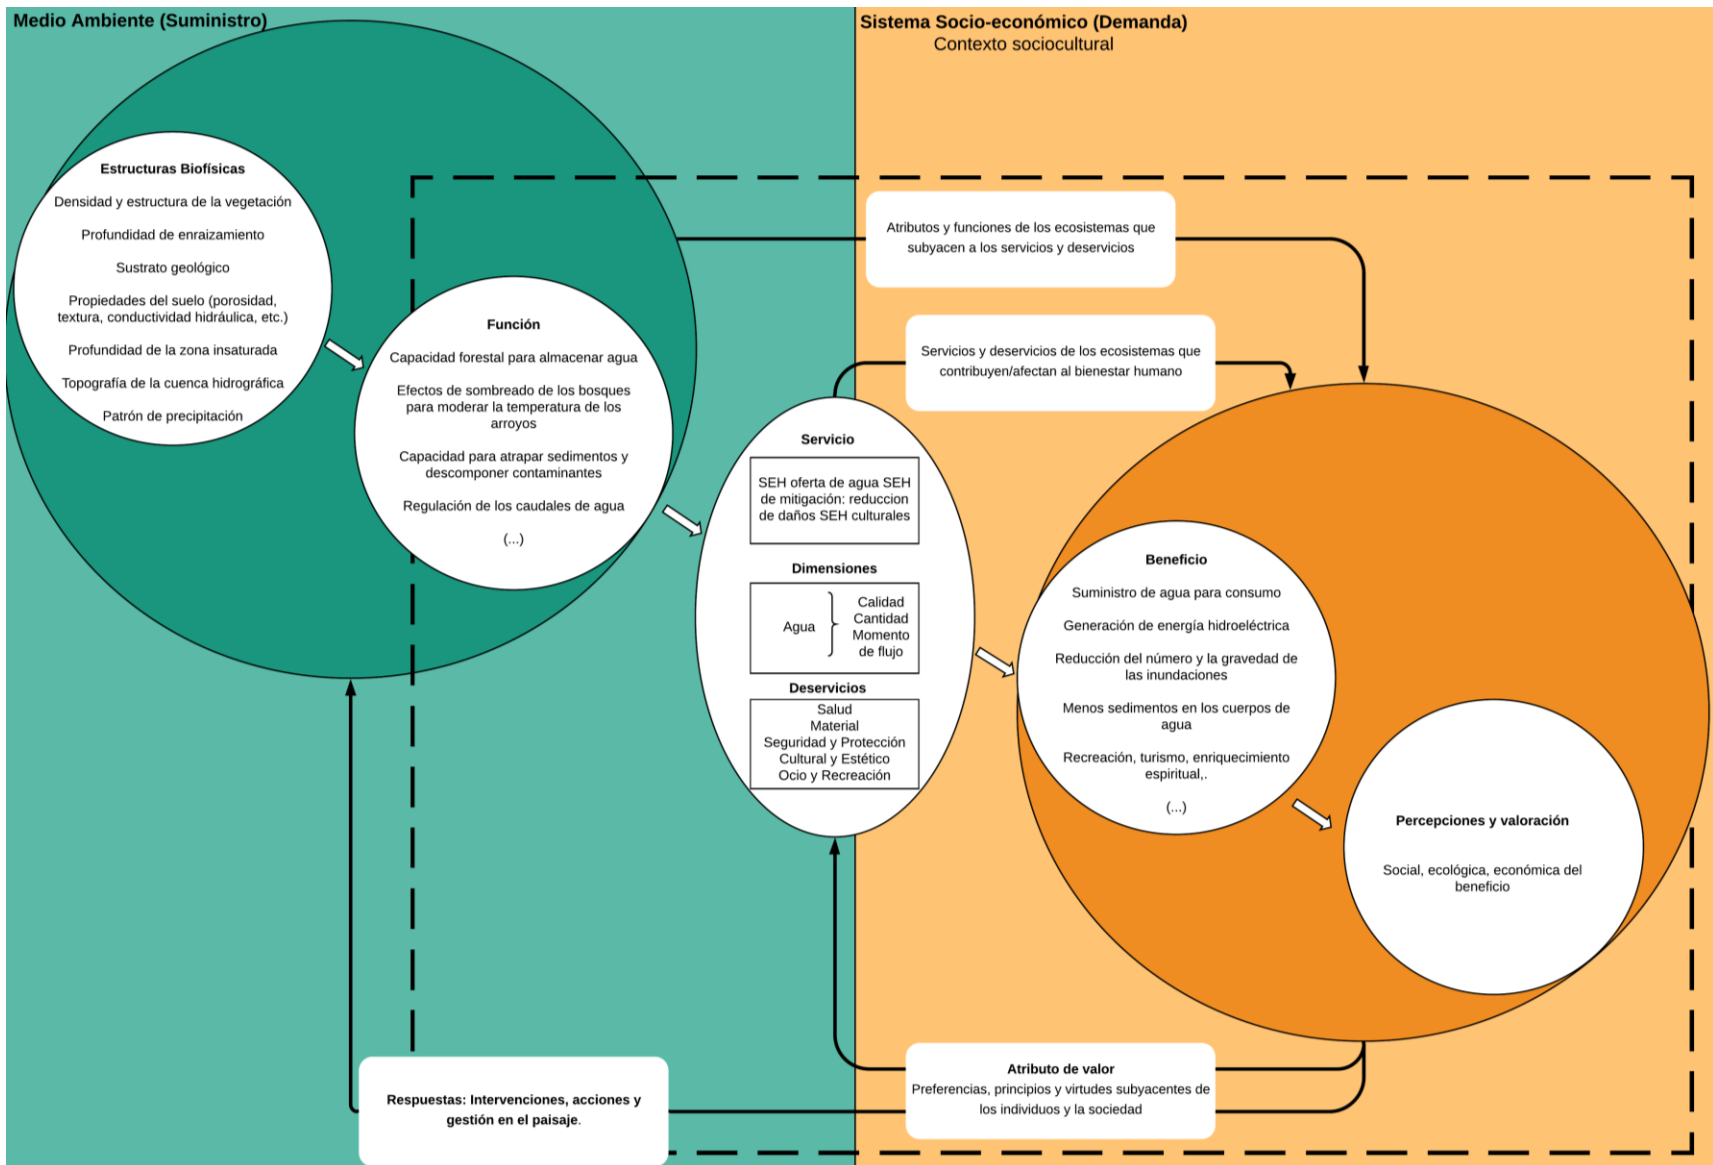 Medio Ambiente (Suministro)
Sistema Socio-económico (Demanda)
Contexto sociocultural
Estructuras Biofísicas
Densidad y estructura de la vegetación
Profundidad de enraizamiento
Sustrato geológico
Propiedades del suelo (porosidad,
textura, conductividad hidráulica, etc.)
Profundidad de la zona insaturada
Topografía de la cuenca hidrográfica
Patrón de precipitación
Función
Capacidad forestal para almacenar agua
Efectos de sombreado de los bosques
para moderar la temperatura de los
arroyos
Capacidad para atrapar sedimentos y
descomponer contaminantes
Regulación de los caudales de agua
(...)
Atributos y funciones de los ecosistemas que
subyacen a los servicios y deservicios
Servicios y deservicios de los ecosistemas que
contribuyen/afectan al bienestar humano
Servicio
SEH oferta de agua SEH
de mitigación: reduccion
de daños SEH culturales
Dimensiones
Agua
Calidad
Cantidad
Momento
de flujo
Deservicios
Salud
Material
Seguridad y Protección
Cultural y Estético
Ocio y Recreación
Beneficio
Suministro de agua para consumo
Generación de energía hidroeléctrica
Reducción del número y la gravedad de
las inundaciones
Menos sedimentos en los cuerpos de
agua
Recreación, turismo, enriquecimiento
espiritual,.
(...)
Percepciones y valoración
Social, ecológica, económica del
beneficio
Atributo de valor
Preferencias, principios y virtudes subyacentes de
los individuos y la sociedad
Respuestas: Intervenciones, acciones y
gestión en el paisaje.